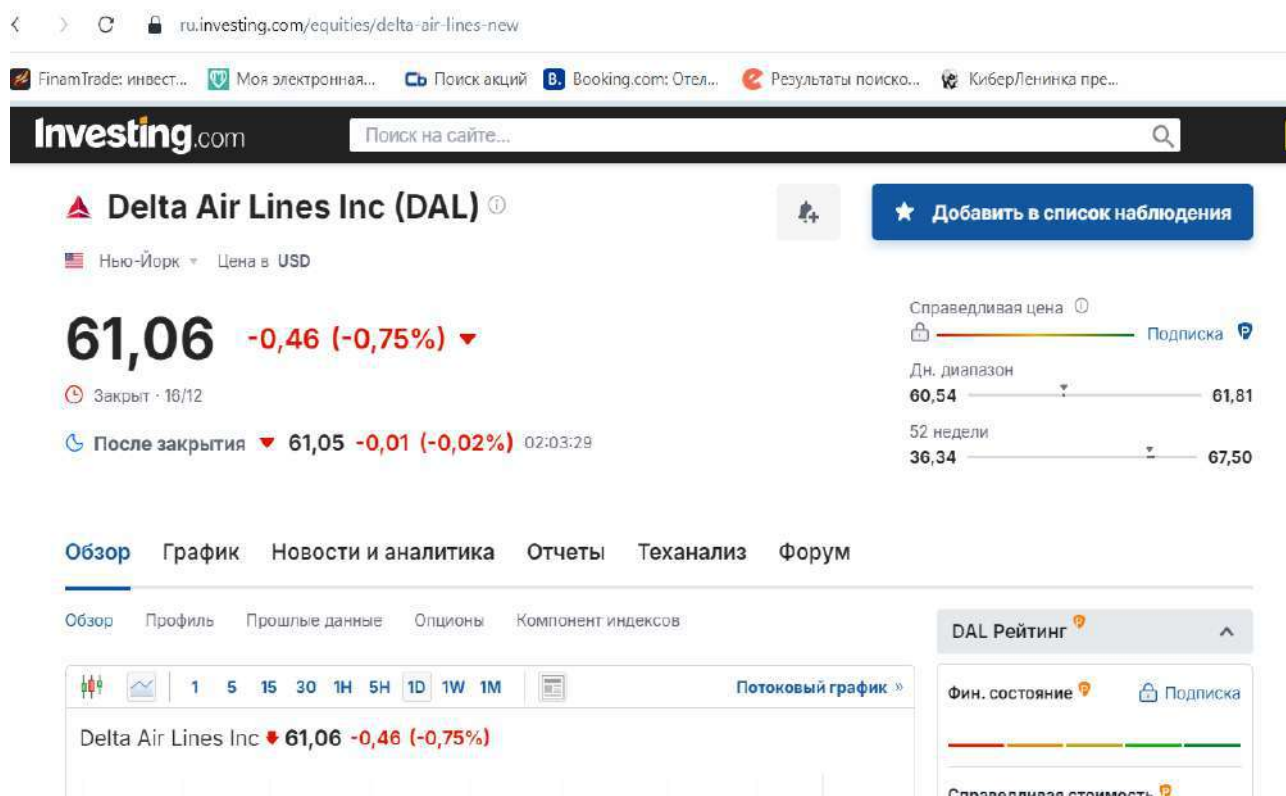 ru.investing.com/equities/delta-air-lines-new
FinamTrade: инвест... Моя электронная... Сь Поиск акций B. Booking.com: Отел... Результаты поиско... КиберЛенинка пре...
Investing.com Поиск на сайте...
Delta Air Lines Inc (DAL)
Добавить в список наблюдения
Нью-Йорк Цена в USD
61,06 -0,46 (-0,75%)
Закрыт · 16/12
После закрытия 61,05 -0,01 (-0,02%) 02:03:29
Справедливая цена
Подписка
Дн. диапазон
60,54 61,81
52 недели
36,34 67,50
Обзор График Новости и аналитика Отчеты Теханализ Форум
Обзор Профиль Прошлые данные Опционы Компонент индексов
1 5 15 30 1H 5H 1D 1W 1M Потоковый график »
Delta Air Lines Inc 61,06 -0,46 (-0,75%)
DAL Рейтинг
Фин. состояние Подписка
Справедливая стоимость